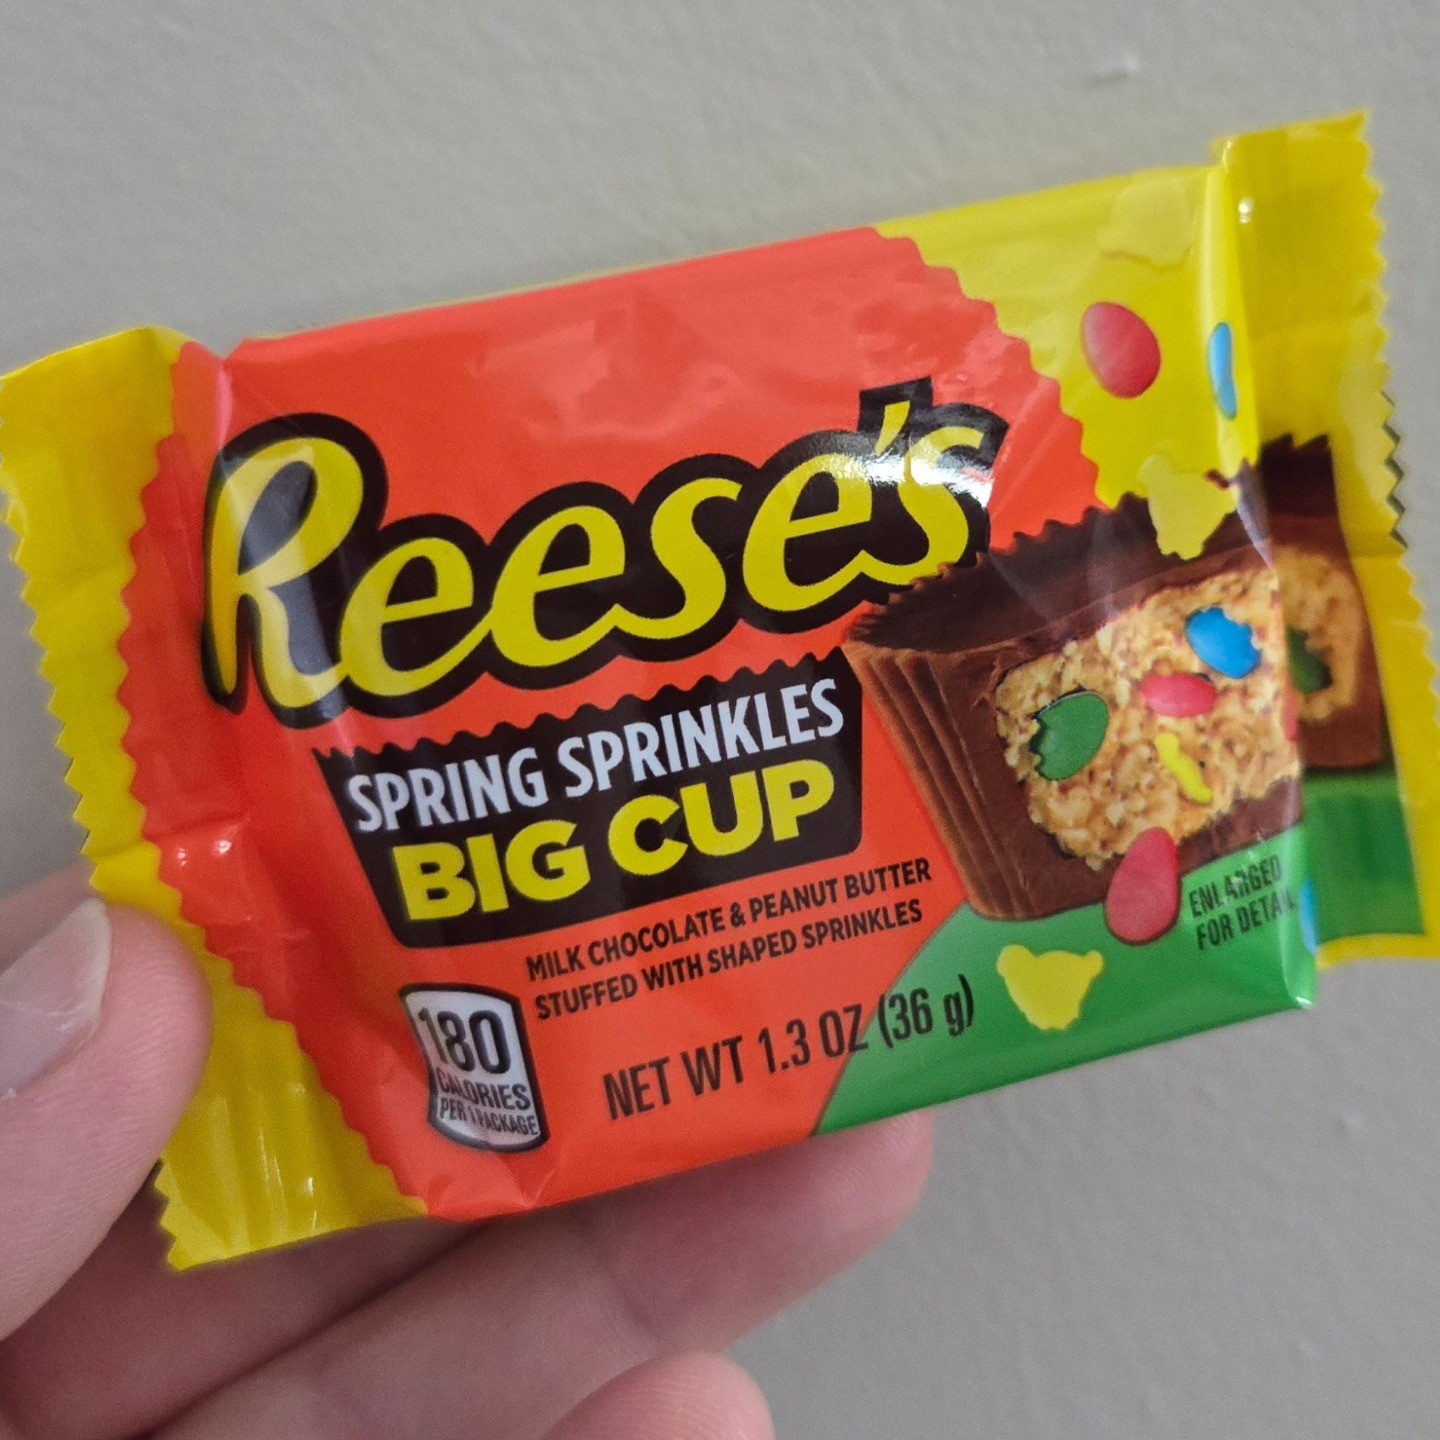 Reese's
SPRING SPRINKLES
BIG CUP
MILK CHOCOLATE & PEANUT BUTTER
STUFFED WITH SHAPED SPRINKLES
180
CALORIES
PER 1 PACKAGE
NET WT 1.3 OZ (36 g)
ENLARGED
FOR DETAIL